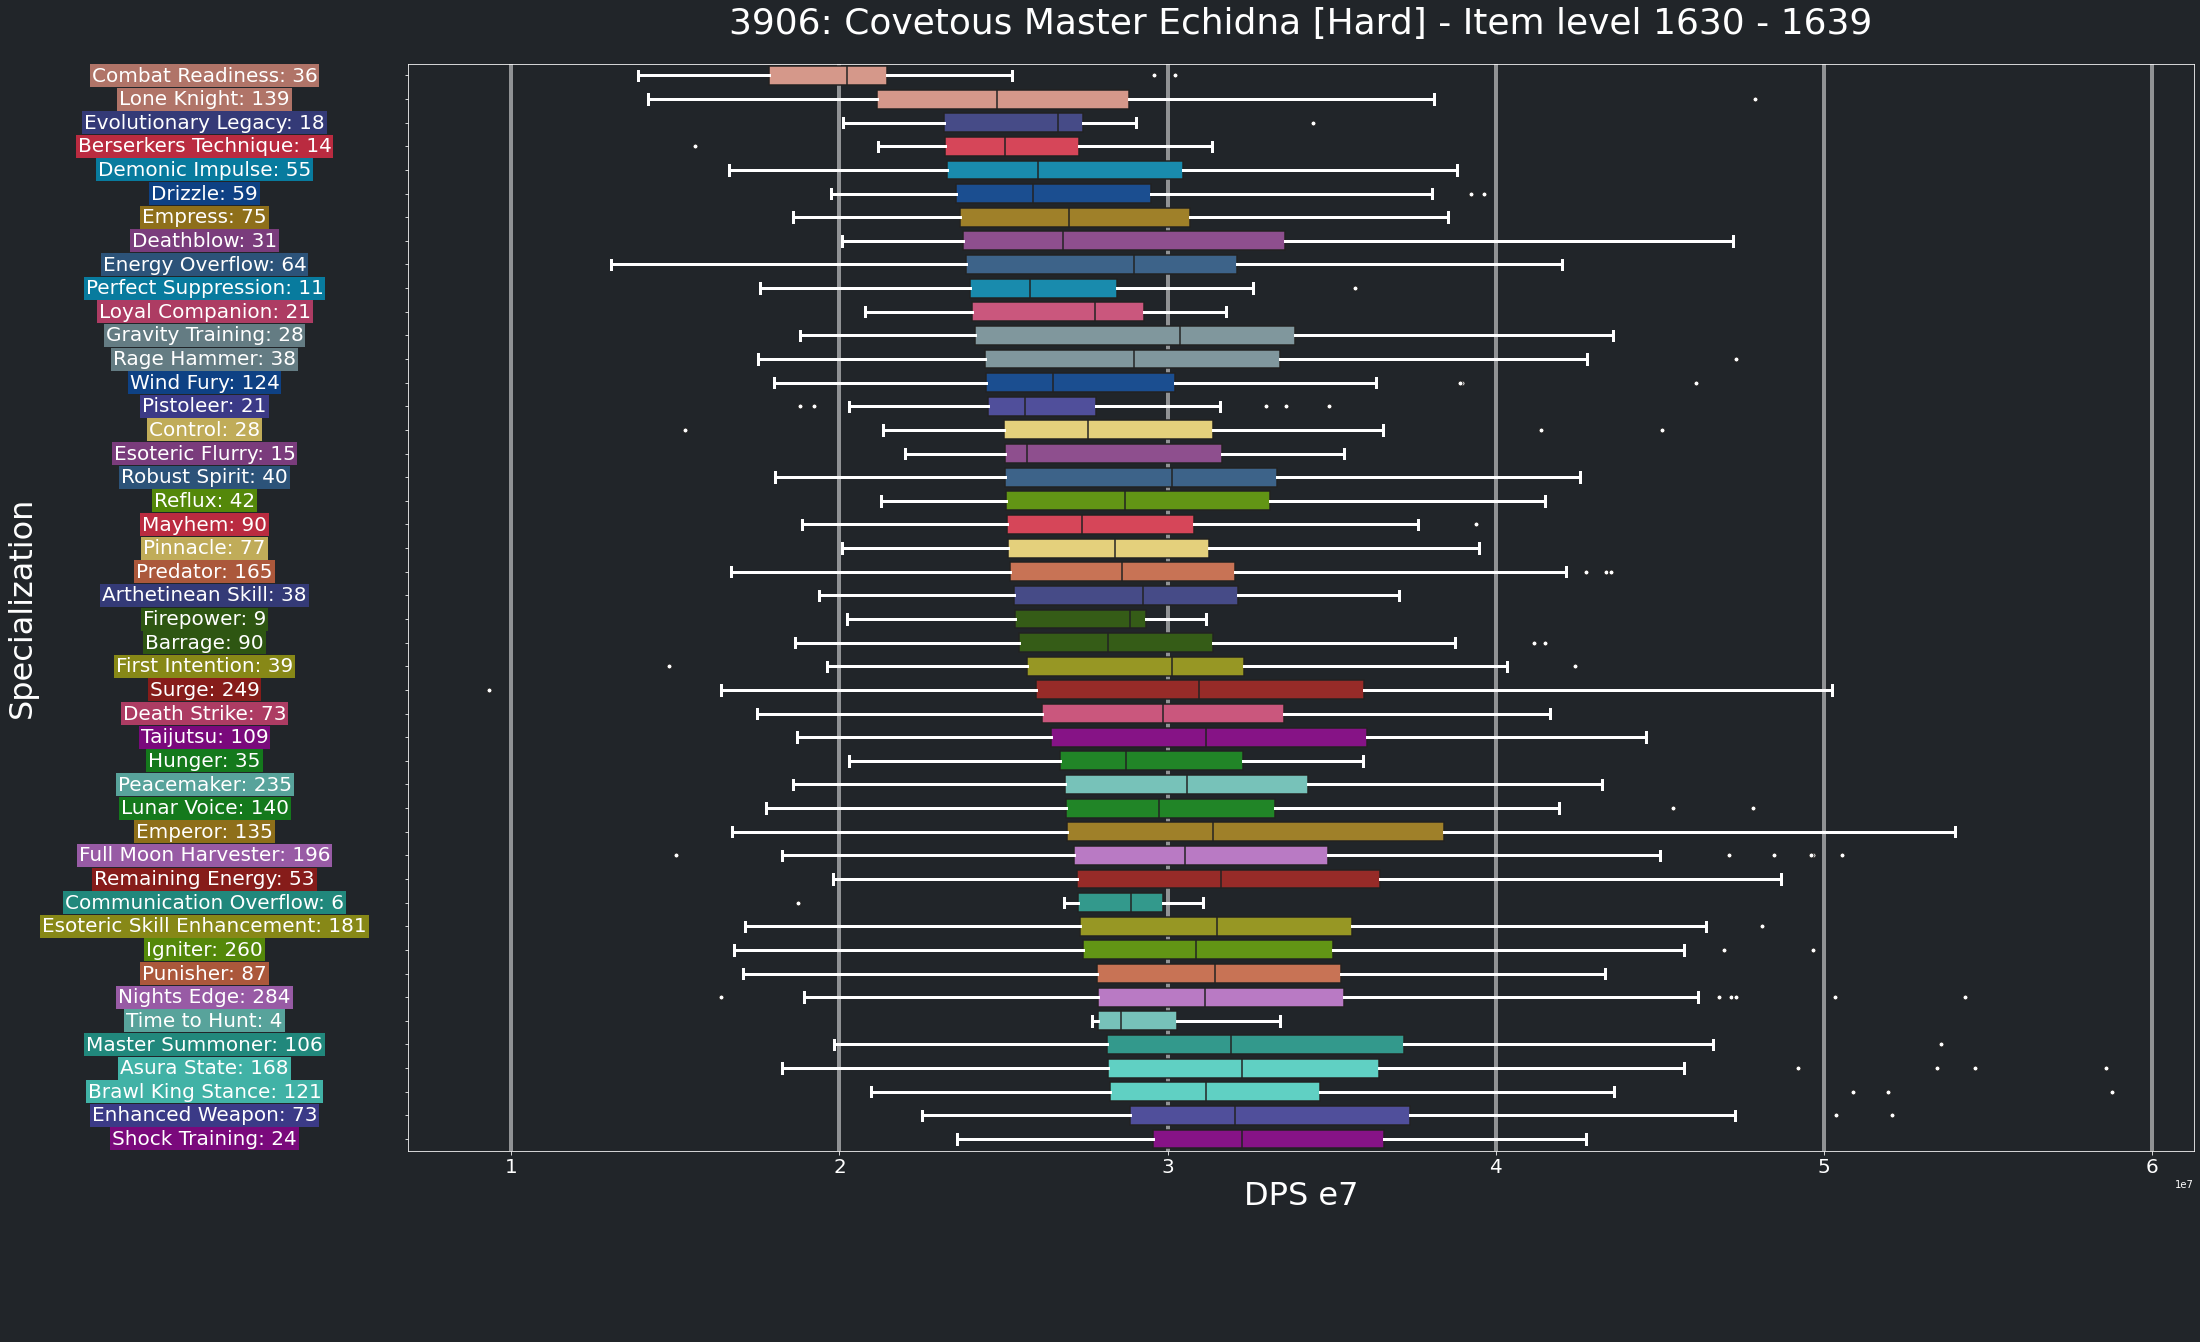 3906: Covetous Master Echidna [Hard] - Item level 1630 - 1639
Combat Readiness: 36
Lone Knight: 139
Evolutionary Legacy: 18
Berserkers Technique: 14
Demonic Impulse: 55
Drizzle: 59
Empress: 75
Deathblow: 31
Energy Overflow: 64
Perfect Suppression: 11
Loyal Companion: 21
Gravity Training: 28
Rage Hammer: 38
Wind Fury: 124
Pistoleer: 21
Control: 28
Esoteric Flurry: 15
Robust Spirit: 40
Reflux: 42
Mayhem: 90
Pinnacle: 77
Predator: 165
Arthetinean Skill: 38
Firepower: 9
Barrage: 90
First Intention: 39
Surge: 249
Death Strike: 73
Taijutsu: 109
Hunger: 35
Peacemaker: 235
Lunar Voice: 140
Emperor: 135
Full Moon Harvester: 196
Remaining Energy: 53
Communication Overflow: 6
Esoteric Skill Enhancement: 181
Igniter: 260
Punisher: 87
Nights Edge: 284
Time to Hunt: 4
Master Summoner: 106
Asura State: 168
Brawl King Stance: 121
Enhanced Weapon: 73
Shock Training: 24
Specialization
1 2 3 4 5 6
DPS e7
1e7